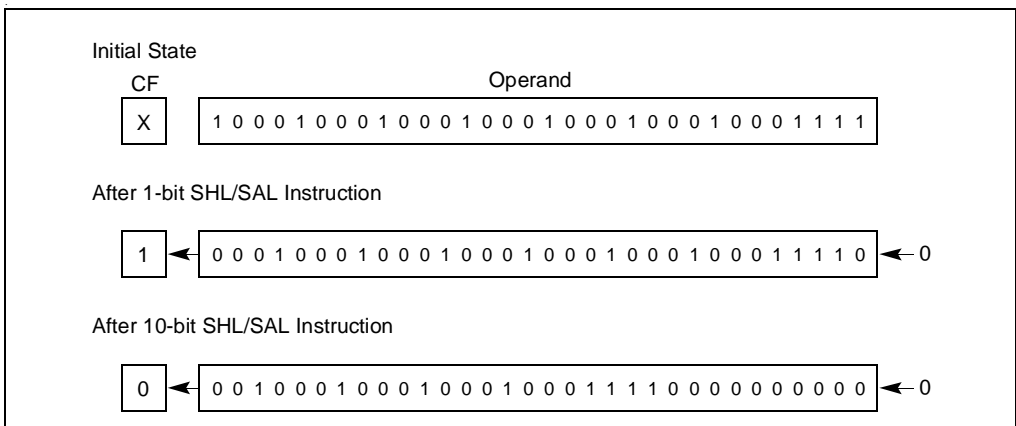 Initial State
CF Operand
X 1 0 0 0 1 0 0 0 1 0 0 0 1 0 0 0 1 0 0 0 1 0 0 0 1 0 0 0 1 1 1 1
After 1-bit SHL/SAL Instruction
1 0 0 0 1 0 0 0 1 0 0 0 1 0 0 0 1 0 0 0 1 0 0 0 1 0 0 0 1 1 1 1 0 0
After 10-bit SHL/SAL Instruction
0 0 0 1 0 0 0 1 0 0 0 1 0 0 0 1 0 0 0 1 1 1 1 0 0 0 0 0 0 0 0 0 0 0